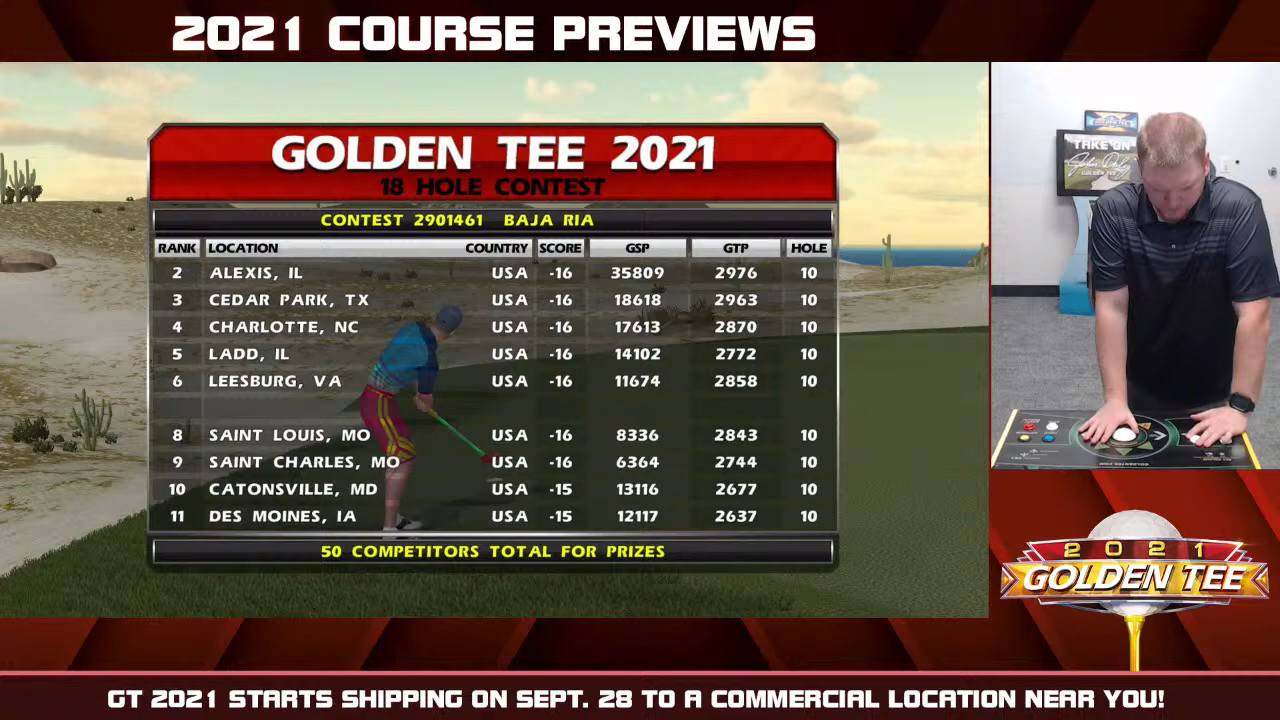 2021 COURSE PREVIEWS
GOLDEN TEE 2021
18 HOLE CONTEST
CONTEST 2901461 BAJA RIA
RANK LOCATION COUNTRY SCORE GSP GTP HOLE
2 ALEXIS, IL USA -16 35809 2976 10
3 CEDAR PARK, TX USA -16 18618 2963 10
4 CHARLOTTE, NC USA -16 17613 2870 10
5 LADD, IL USA -16 14102 2772 10
6 LEESBURG, VA USA -16 11674 2858 10
8 SAINT LOUIS, MO USA -16 8336 2843 10
9 SAINT CHARLES, MO USA -16 6364 2744 10
10 CATONSVILLE, MD USA -15 13116 2677 10
11 DES MOINES, IA USA -15 12117 2637 10
50 COMPETITORS TOTAL FOR PRIZES
TAKE ON
John Daly
GOLDEN TEE
2021
GOLDEN TEE
GT 2021 STARTS SHIPPING ON SEPT. 28 TO A COMMERCIAL LOCATION NEAR YOU!